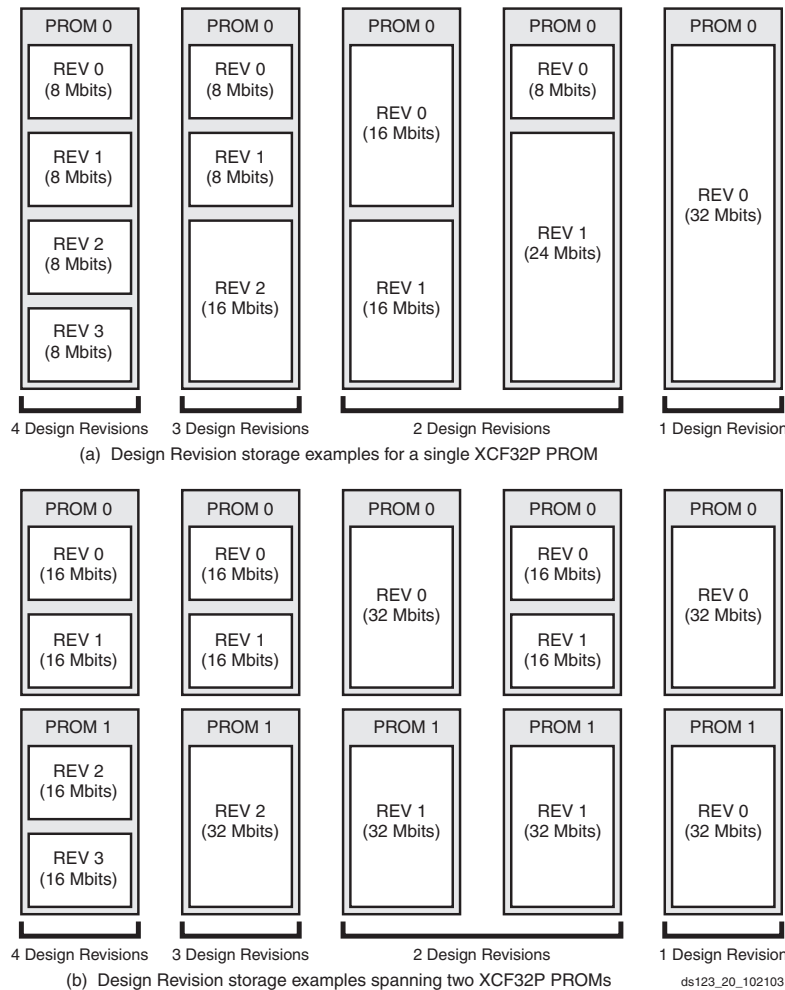 PROM 0
REV 0
(8 Mbits)
REV 1
(8 Mbits)
REV 2
(8 Mbits)
REV 3
(8 Mbits)
4 Design Revisions
PROM 0
REV 0
(8 Mbits)
REV 1
(8 Mbits)
REV 2
(16 Mbits)
3 Design Revisions
PROM 0
REV 0
(16 Mbits)
REV 1
(16 Mbits)
PROM 0
REV 0
(8 Mbits)
REV 1
(24 Mbits)
2 Design Revisions
PROM 0
REV 0
(32 Mbits)
1 Design Revision
(a) Design Revision storage examples for a single XCF32P PROM
PROM 0
REV 0
(16 Mbits)
REV 1
(16 Mbits)
PROM 1
REV 2
(16 Mbits)
REV 3
(16 Mbits)
4 Design Revisions
PROM 0
REV 0
(16 Mbits)
REV 1
(16 Mbits)
PROM 1
REV 2
(32 Mbits)
3 Design Revisions
PROM 0
REV 0
(32 Mbits)
PROM 1
REV 1
(32 Mbits)
PROM 0
REV 0
(16 Mbits)
REV 1
(16 Mbits)
PROM 1
REV 1
(32 Mbits)
2 Design Revisions
PROM 0
REV 0
(32 Mbits)
PROM 1
REV 0
(32 Mbits)
1 Design Revision
(b) Design Revision storage examples spanning two XCF32P PROMs
ds123_20_102103